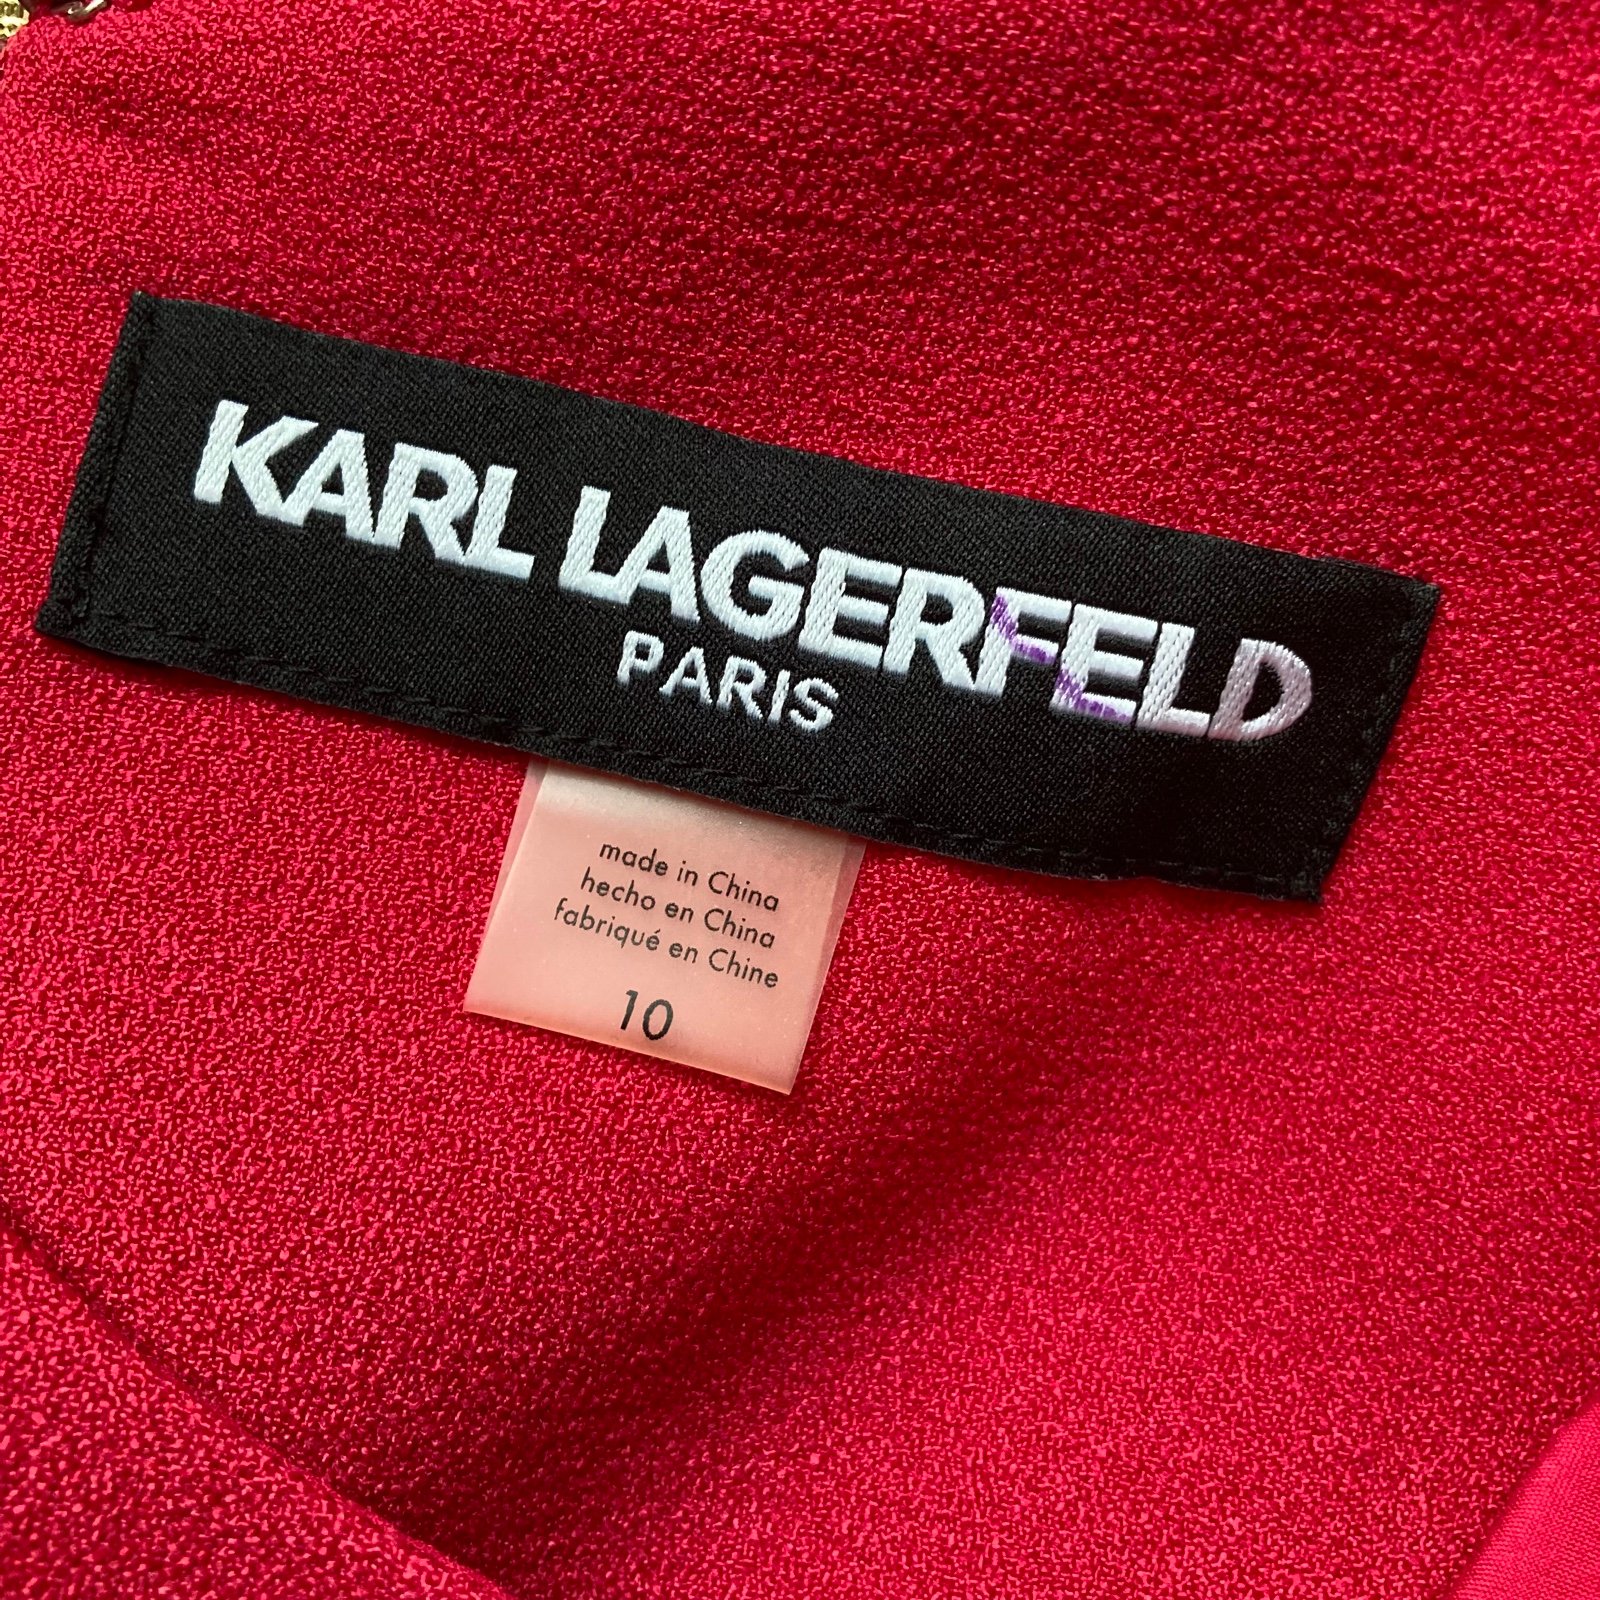 KARL LAGERFELD
PARIS
made in China
hecho en China
fabriqué en Chine
10